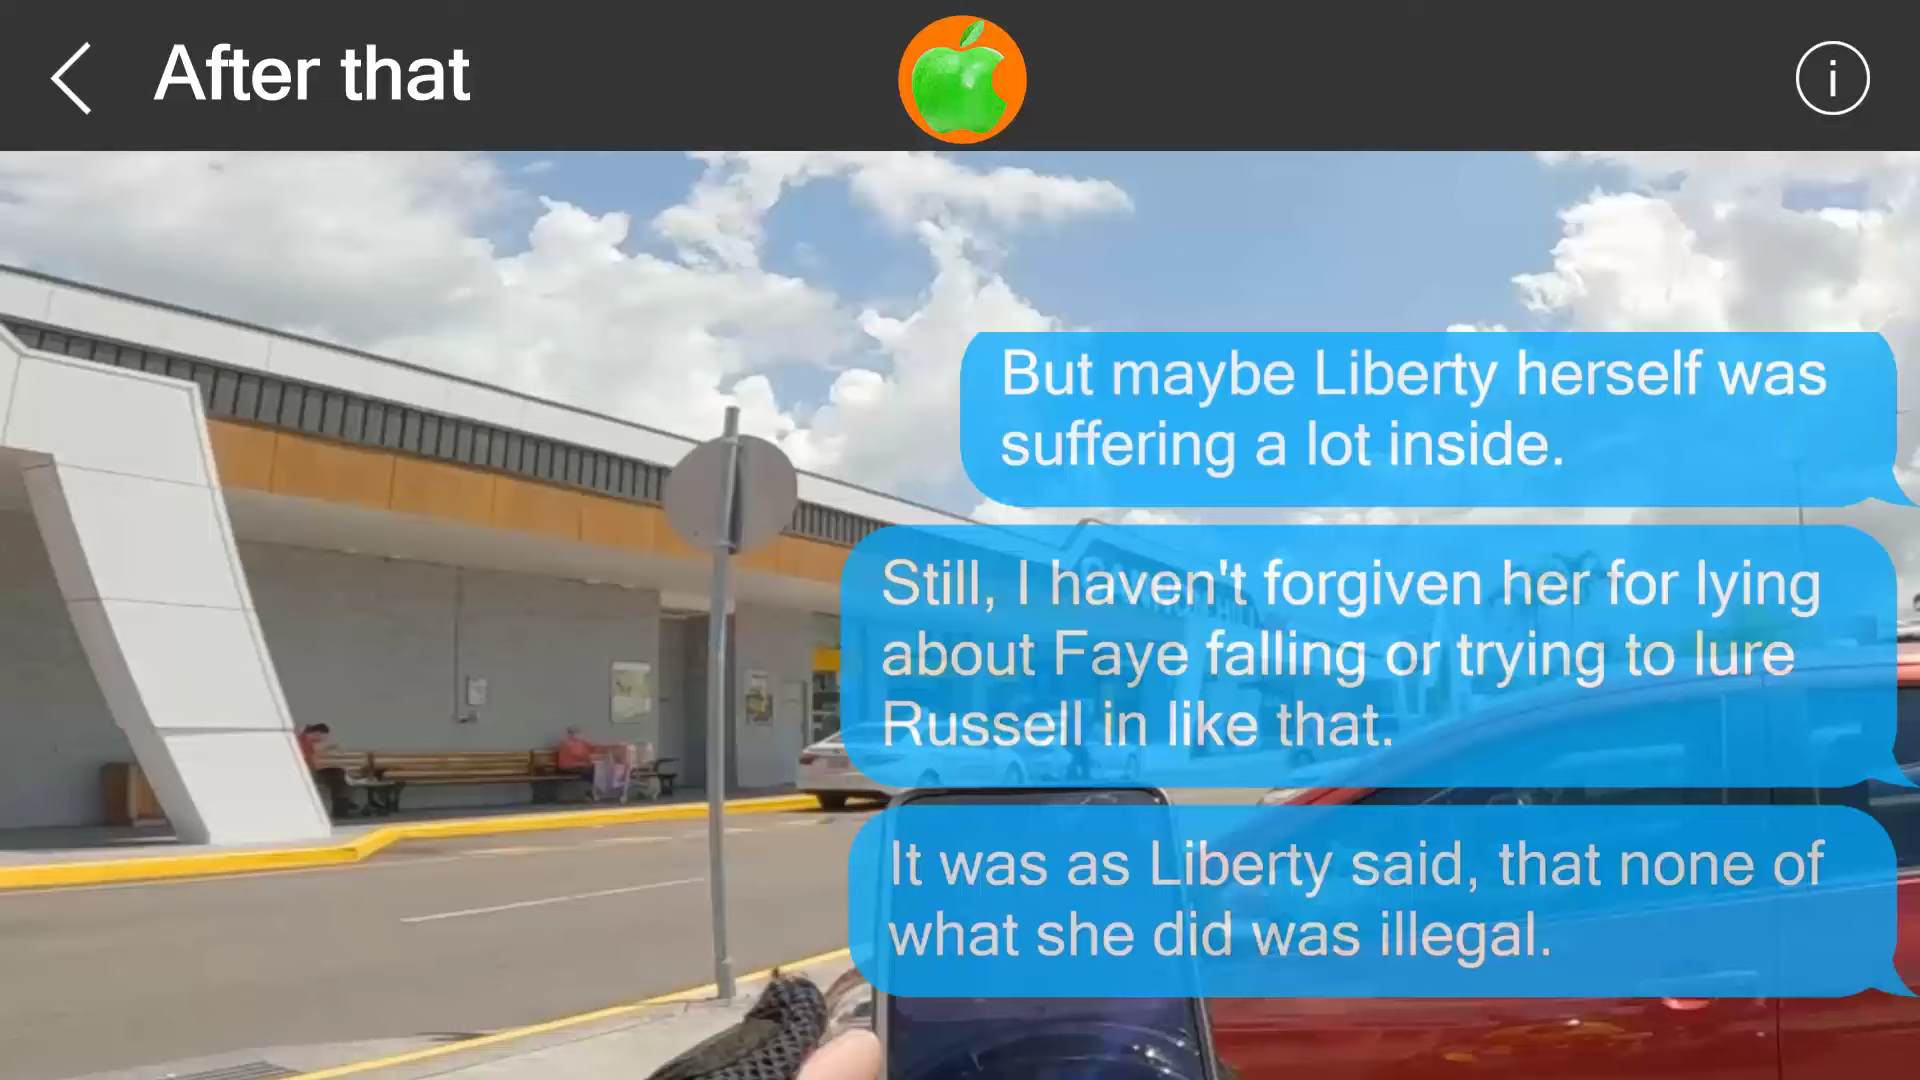 After that
But maybe Liberty herself was
suffering a lot inside.
Still, I haven't forgiven her for lying
about Faye falling or trying to lure
Russell in like that.
It was as Liberty said, that none of
what she did was illegal.